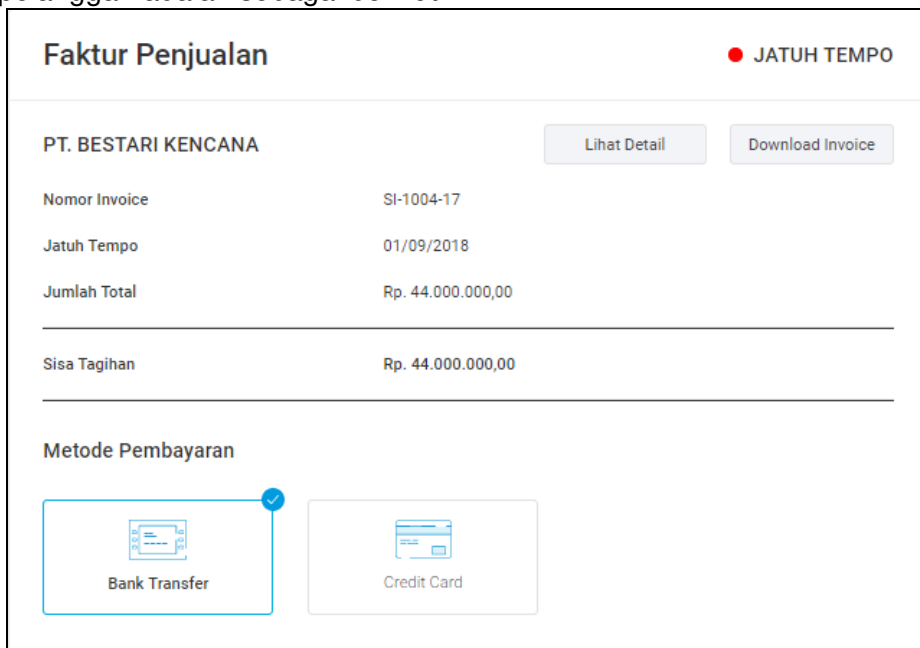 Faktur Penjualan
JATUH TEMPO
PT. BESTARI KENCANA
Lihat Detail
Download Invoice
Nomor Invoice SI-1004-17
Jatuh Tempo 01/09/2018
Jumlah Total Rp. 44.000.000,00
Sisa Tagihan Rp. 44.000.000,00
Metode Pembayaran
Bank Transfer
Credit Card